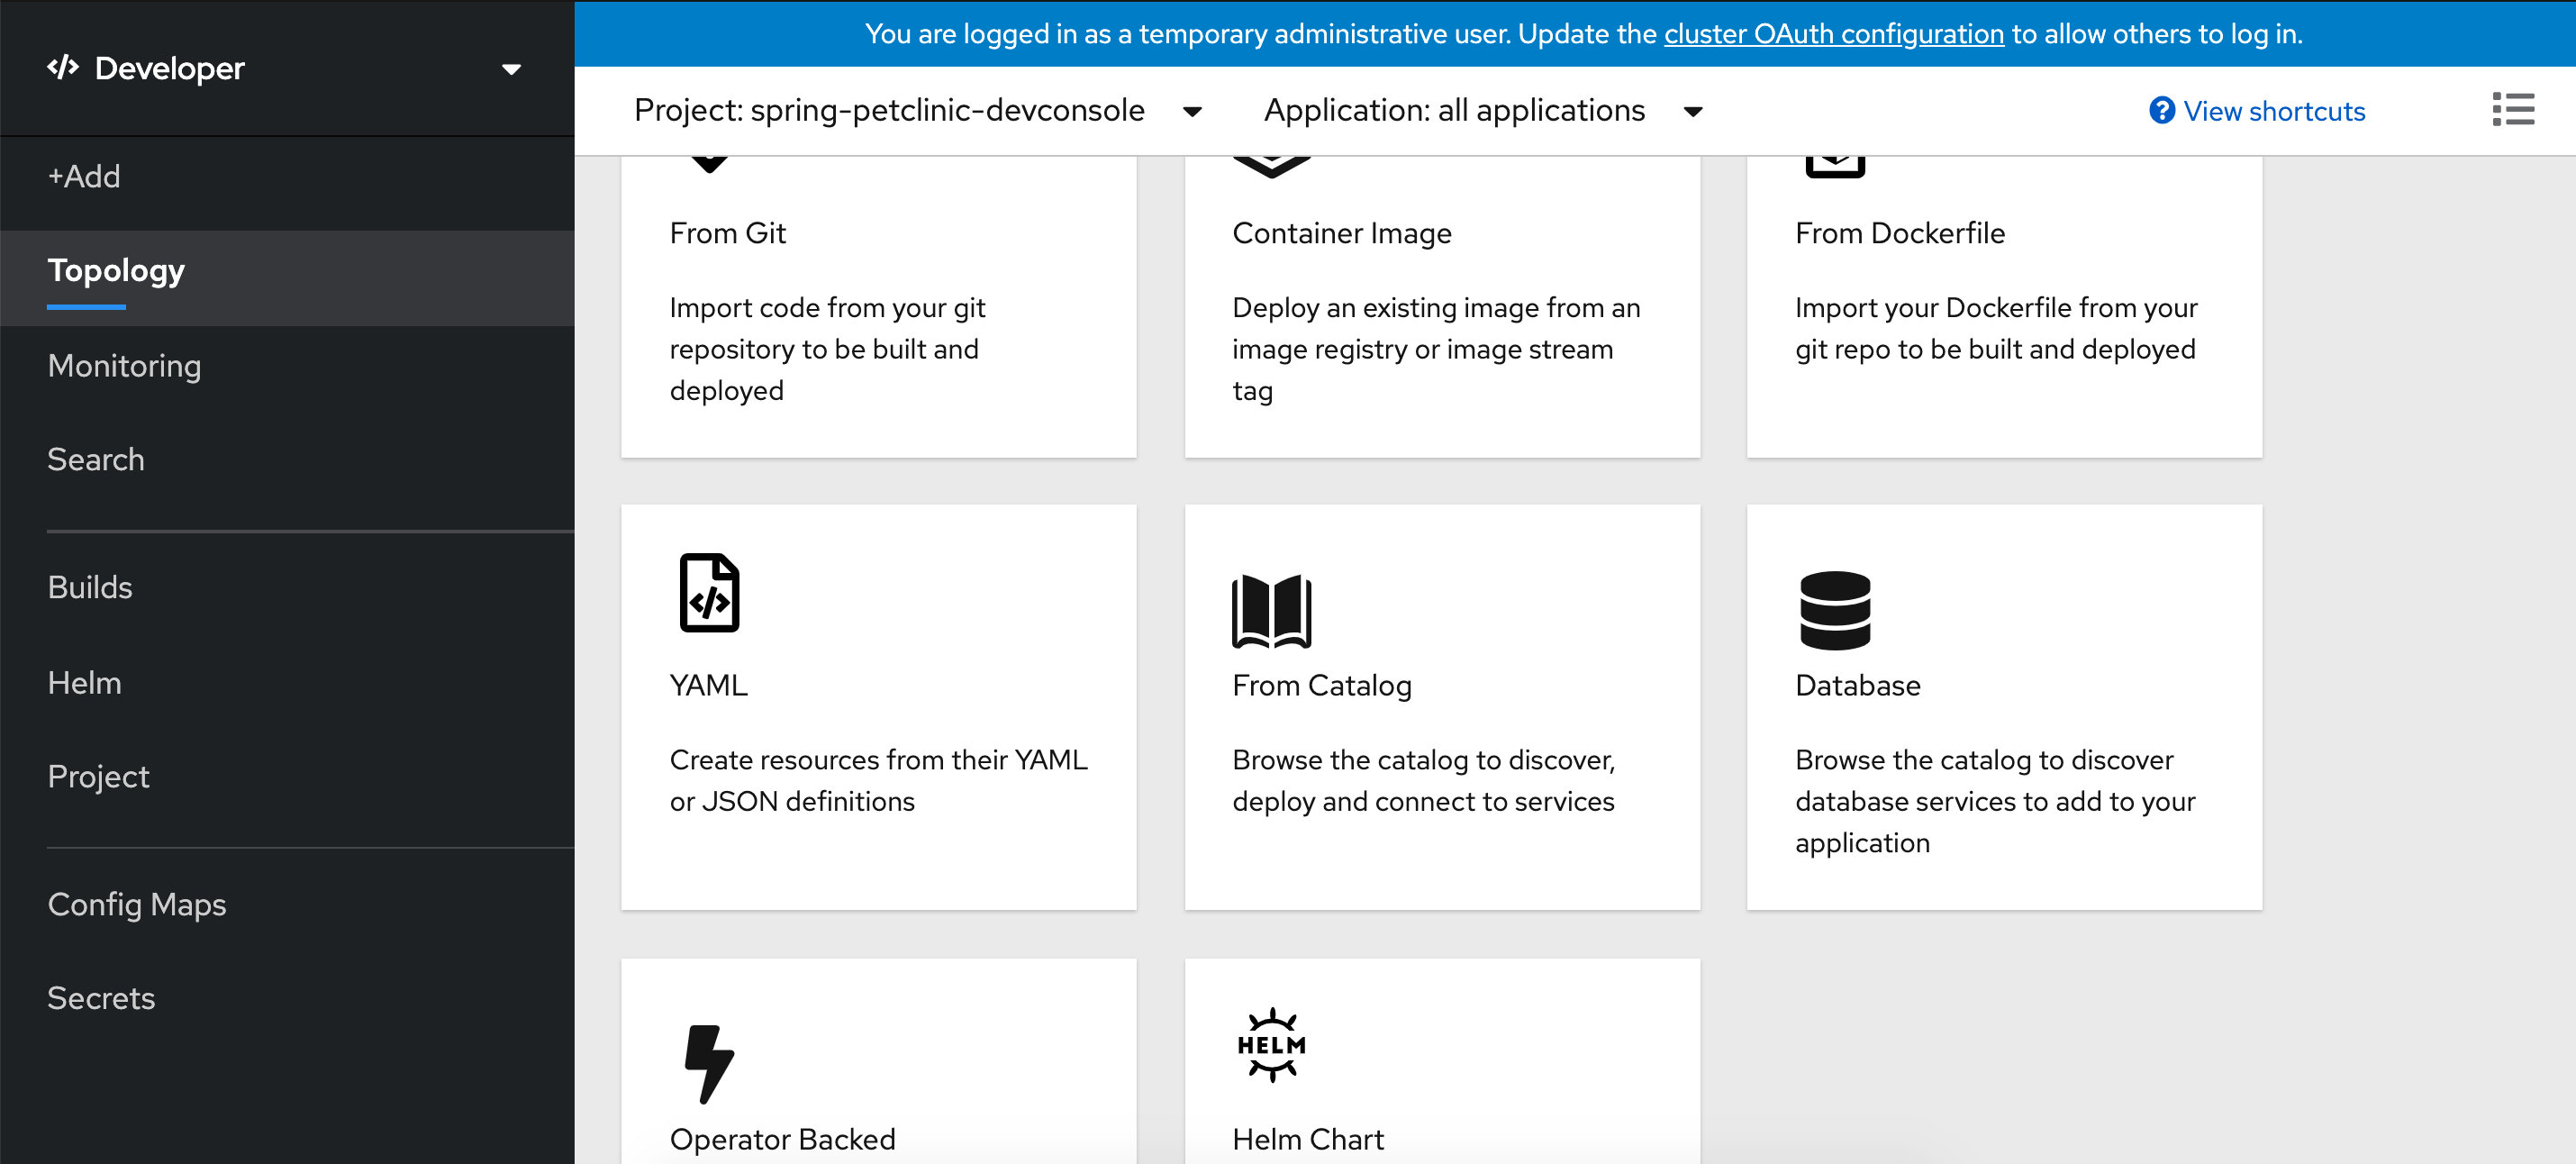 You are logged in as a temporary administrative user. Update the cluster OAuth configuration to allow others to log in.
</> Developer
Project: spring-petclinic-devconsole
Application: all applications
View shortcuts
+Add
Topology
Monitoring
Search
Builds
Helm
Project
Config Maps
Secrets
From Git
Import code from your git
repository to be built and
deployed
Container Image
Deploy an existing image from an
image registry or image stream
tag
From Dockerfile
Import your Dockerfile from your
git repo to be built and deployed
YAML
Create resources from their YAML
or JSON definitions
From Catalog
Browse the catalog to discover,
deploy and connect to services
Database
Browse the catalog to discover
database services to add to your
application
Operator Backed
HELM
Helm Chart